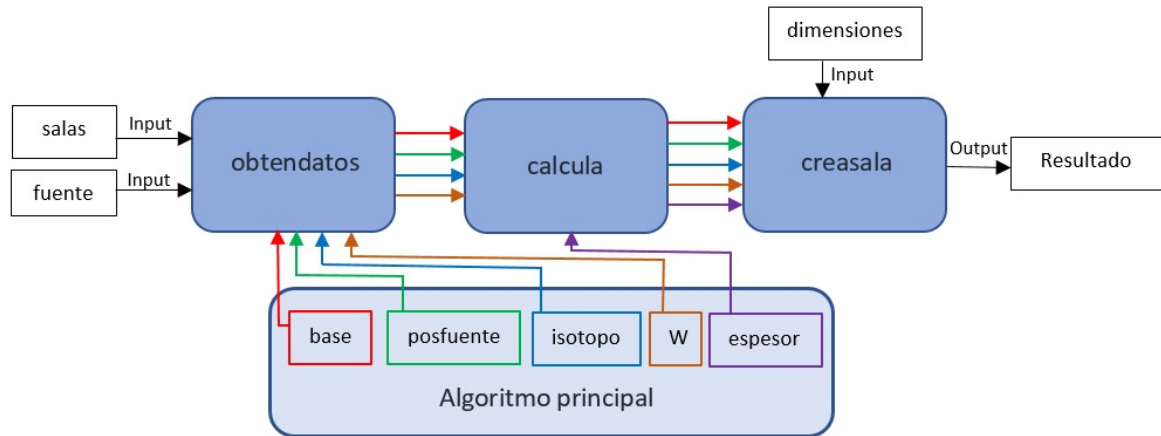 dimensiones
Input
salas
Input
fuente
Input
obtendatos
calcula
creasala
Output
Resultado
base
posfuente
isotopo
W
espesor
Algoritmo principal